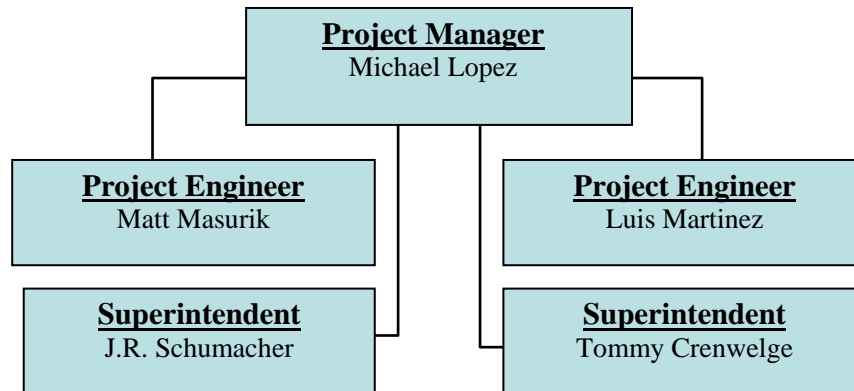 Project Manager
Michael Lopez
Project Engineer
Matt Masurik
Project Engineer
Luis Martinez
Superintendent
J.R. Schumacher
Superintendent
Tommy Crenwelge